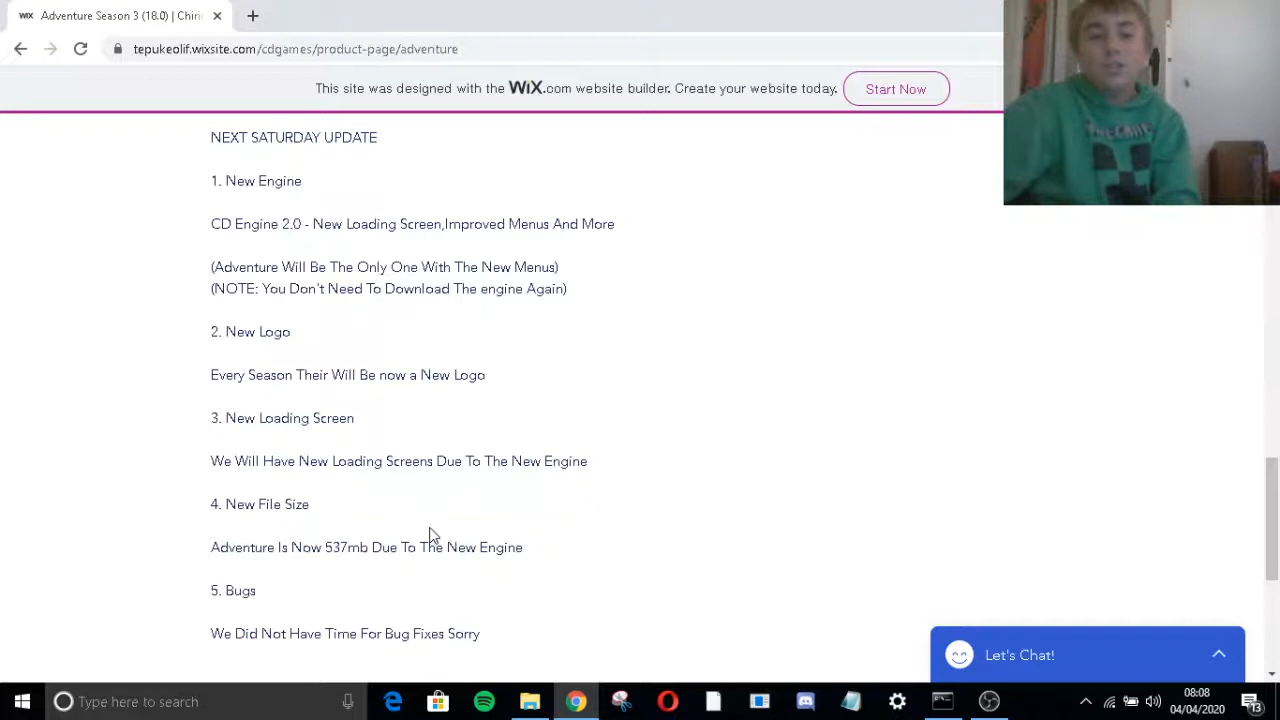 WIX Adventure Season 3 (18.0) | Chiri
tepukeolif.wixsite.com/cdgames/product-page/adventure
This site was designed with the WiX.com website builder. Create your website today.
Start Now
NEXT SATURDAY UPDATE
1. New Engine
CD Engine 2.0 - New Loading Screen,Improved Menus And More
(Adventure Will Be The Only One With The New Menus)
(NOTE: You Don't Need To Download The engine Again)
2. New Logo
Every Season Their Will Be now a New Logo
3. New Loading Screen
We Will Have New Loading Screens Due To The New Engine
4. New File Size
Adventure Is Now 537mb Due To The New Engine
5. Bugs
We Did Not Have Time For Bug Fixes Sorry
Let's Chat!
Type here to search
08:08
04/04/2020
13